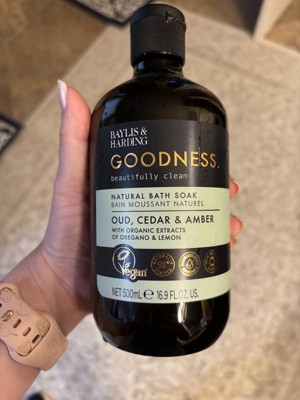 BAYLIS &
HARDING
GOODNESS.
beautifully clean
NATURAL BATH SOAK
BAIN MOUSSANT NATUREL
OUD, CEDAR & AMBER
WITH ORGANIC EXTRACTS
OF OREGANO & LEMON
Vegan
NET 500ML e 16.9 FL.OZ. US.